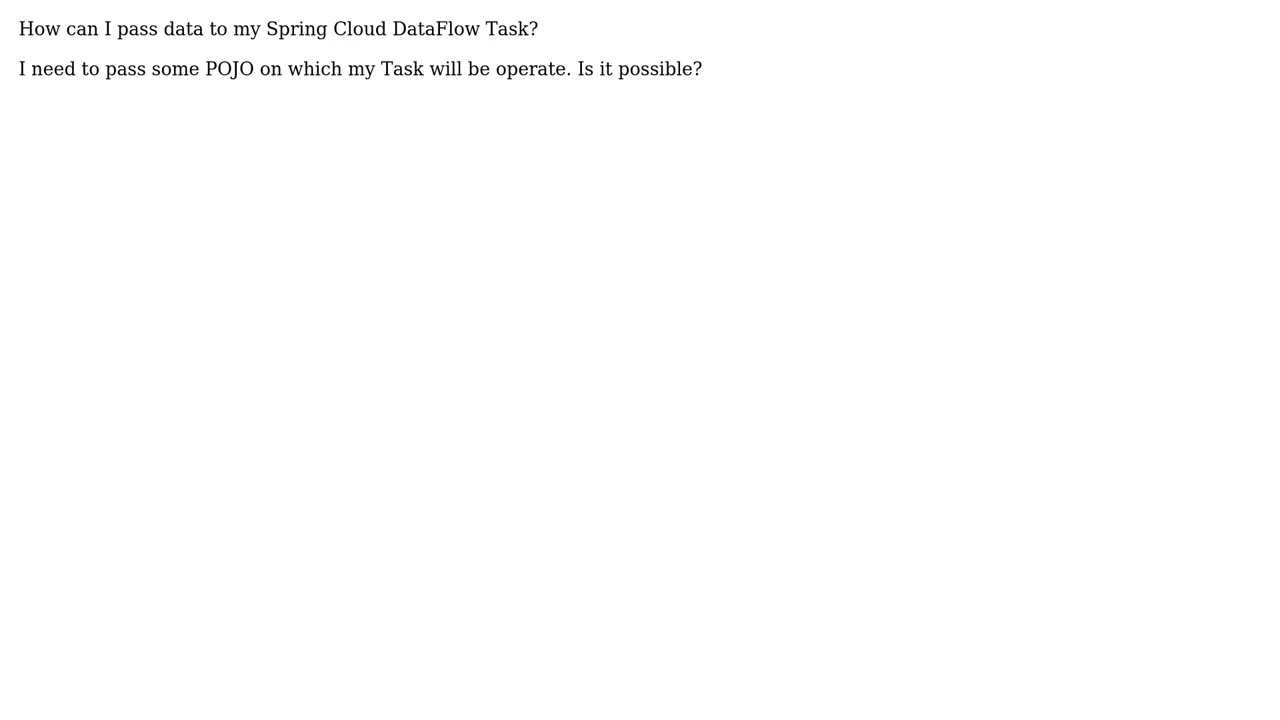 How can I pass data to my Spring Cloud DataFlow Task?
I need to pass some POJO on which my Task will be operate. Is it possible?